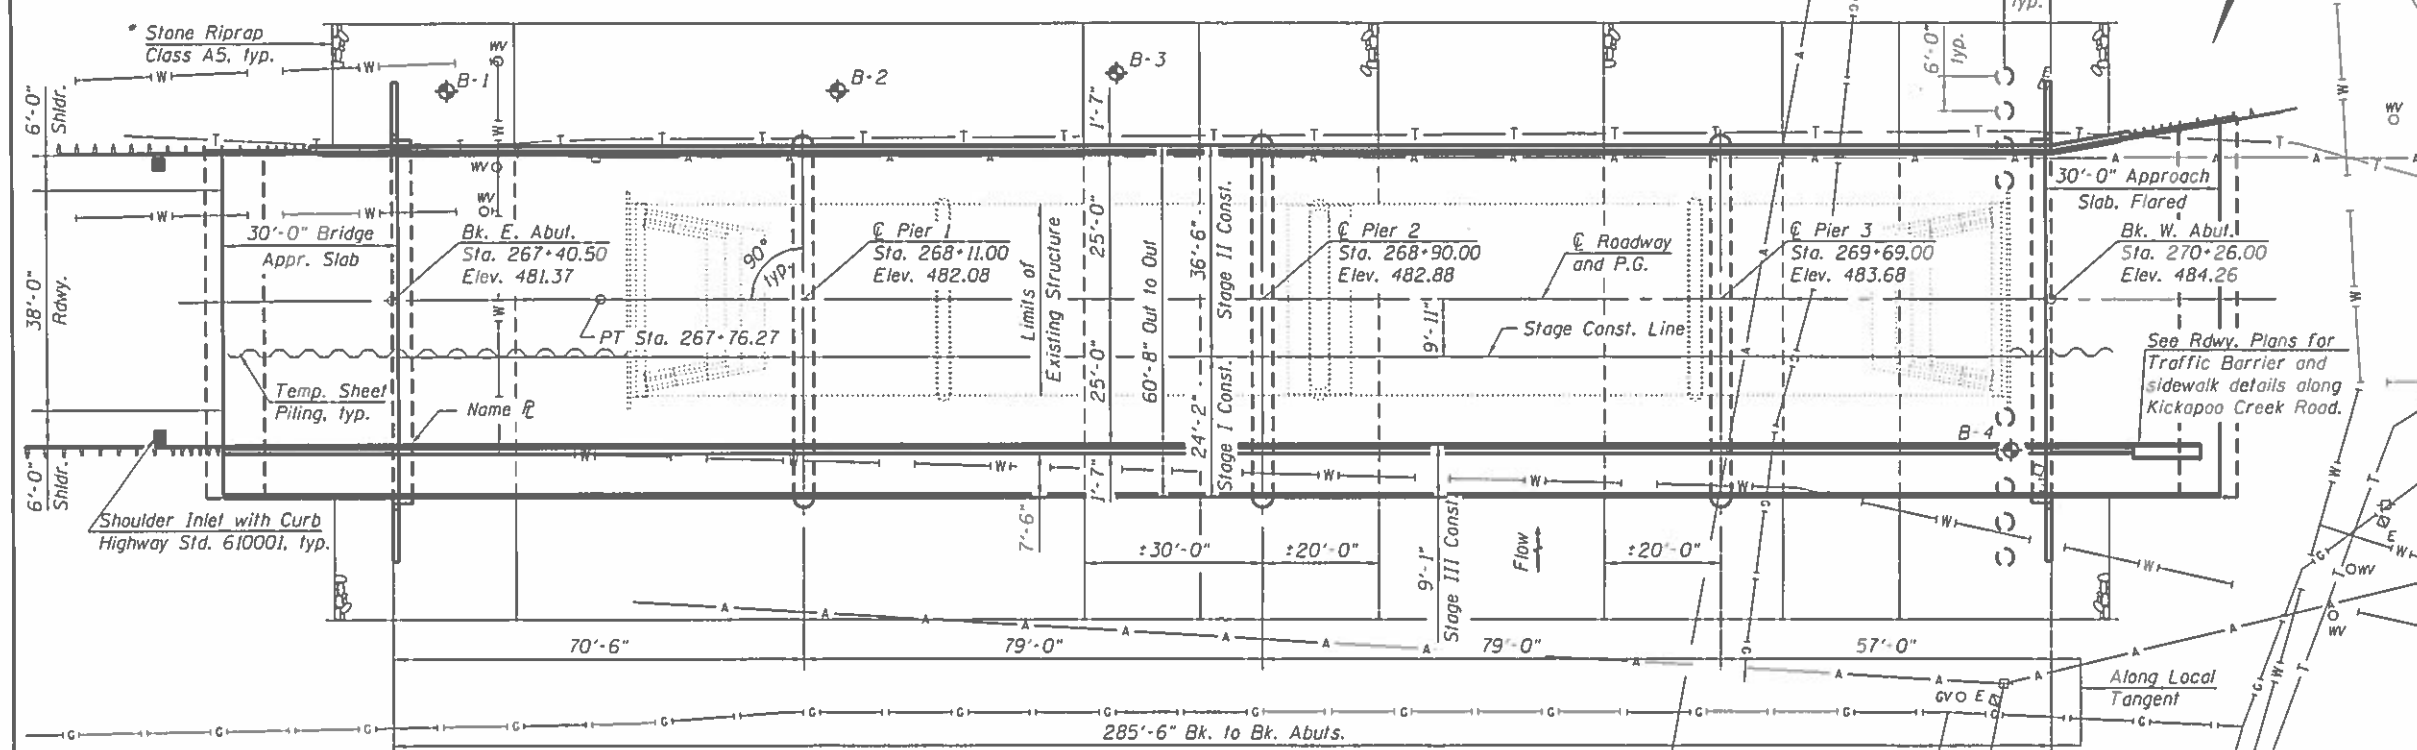 * Stone Riprap
Class A5, typ.
B-1
B-2
B-3
6'-0"
typ.
typ.
6'-0"
Shldr.
38'-0"
Rdwy.
6'-0"
Shldr.
WV
WV
WV
WV
30'-0" Bridge
Appr. Slab
Bk. E. Abut.
Sta. 267+40.50
Elev. 481.37
90°
typ.
℄ Pier 1
Sta. 268+11.00
Elev. 482.08
Limits of
Existing Structure
1'-7"
25'-0"
25'-0"
1'-7"
60'-8" Out to Out
36'-6"
Stage II Const.
24'-2"
Stage I Const.
℄ Pier 2
Sta. 268+90.00
Elev. 482.88
℄ Roadway
and P.G.
℄ Pier 3
Sta. 269+69.00
Elev. 483.68
30'-0" Approach
Slab, Flared
Bk. W. Abut.
Sta. 270+26.00
Elev. 484.26
PT Sta. 267+76.27
9'-11"
Stage Const. Line
See Rdwy. Plans for
Traffic Barrier and
sidewalk details along
Kickapoo Creek Road.
Temp. Sheet
Piling, typ.
Name ℞
B-4
Shoulder Inlet with Curb
Highway Std. 610001, typ.
7'-6"
±30'-0"
±20'-0"
9'-1"
Stage III Const.
Flow
±20'-0"
E
WV
WV
70'-6"
79'-0"
79'-0"
57'-0"
GV
E
Along Local
Tangent
285'-6" Bk. to Bk. Abuts.